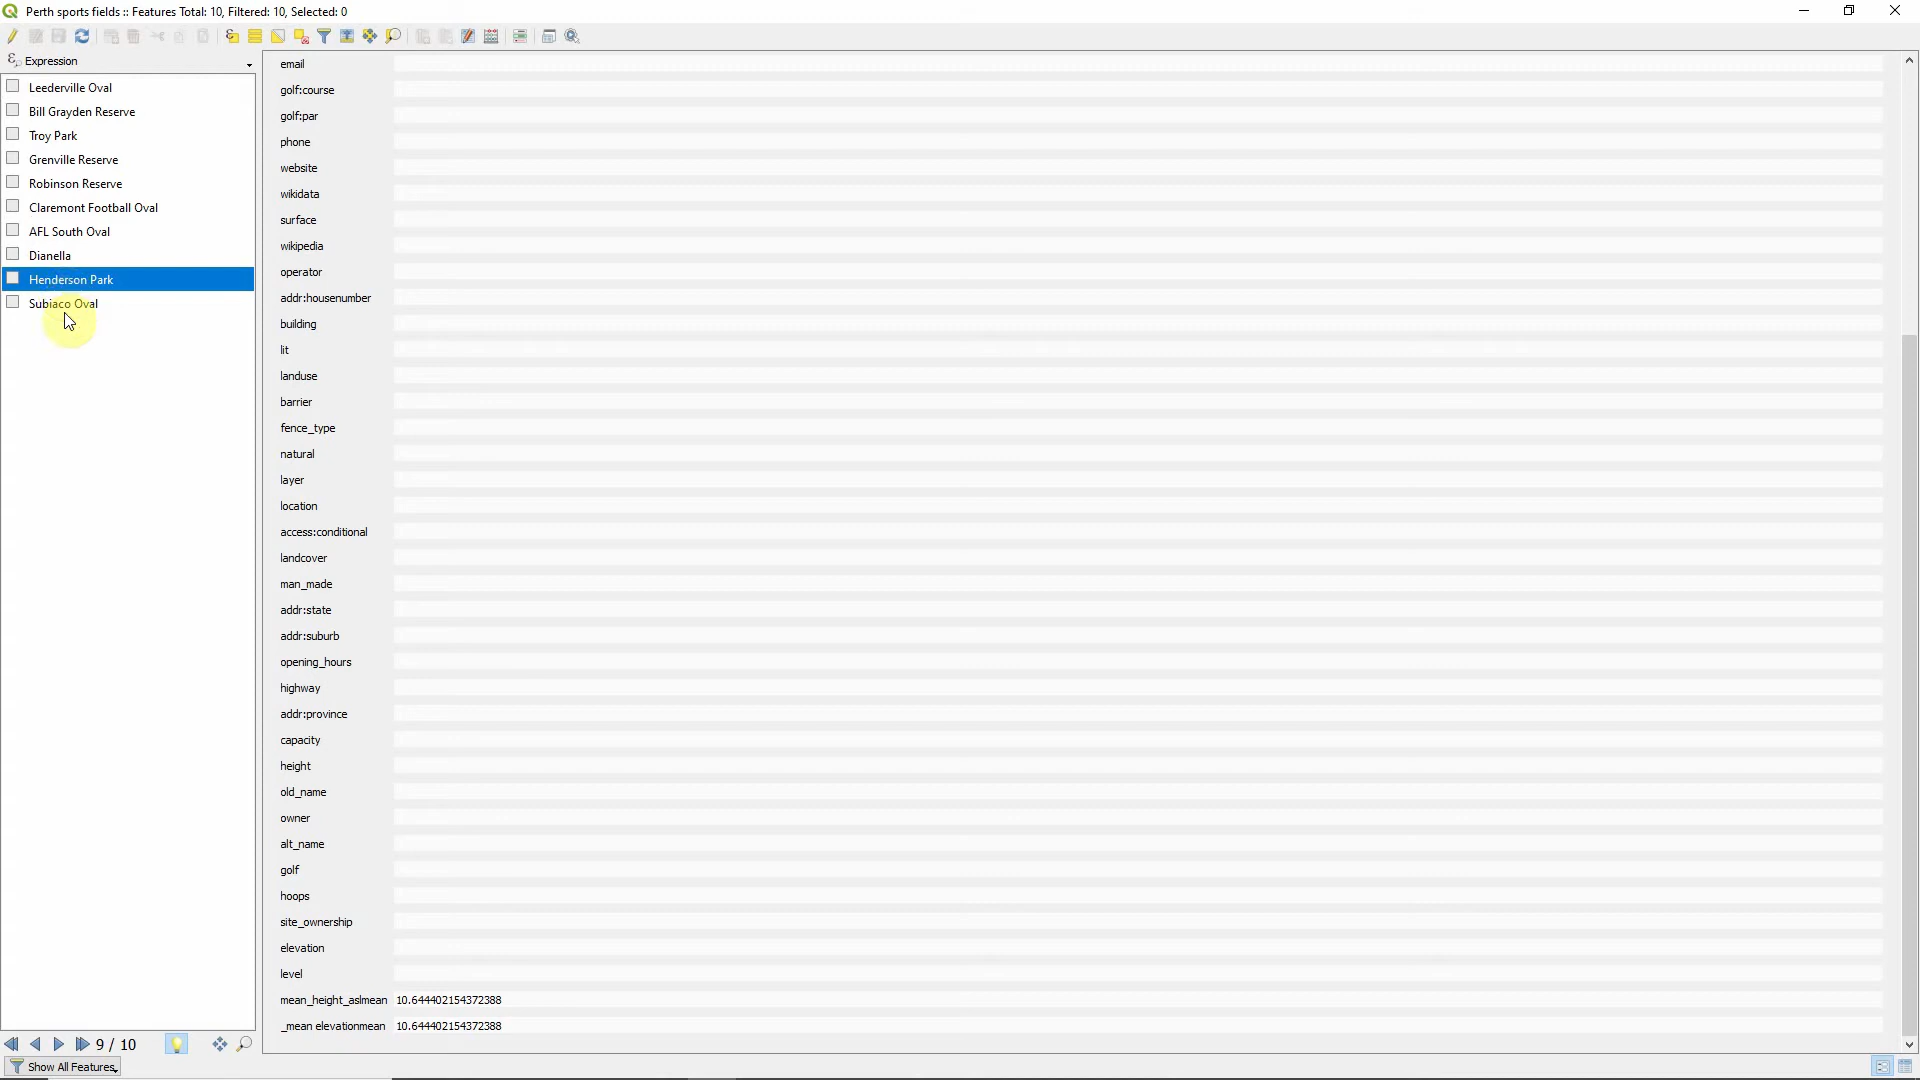 Perth sports fields :: Features Total: 10, Filtered: 10, Selected: 0
Expression
Leederville Oval
Bill Grayden Reserve
Troy Park
Grenville Reserve
Robinson Reserve
Claremont Football Oval
AFL South Oval
Dianella
Henderson Park
Subiaco Oval
email
golf:course
golf:par
phone
website
wikidata
surface
wikipedia
operator
addr:housenumber
building
lit
landuse
barrier
fence_type
natural
layer
location
access:conditional
landcover
man_made
addr:state
addr:suburb
opening_hours
highway
addr:province
capacity
height
old_name
owner
alt_name
golf
hoops
site_ownership
elevation
level
mean_height_aslmean 10.644402154372388
_mean elevationmean 10.644402154372388
9 / 10
Show All Features